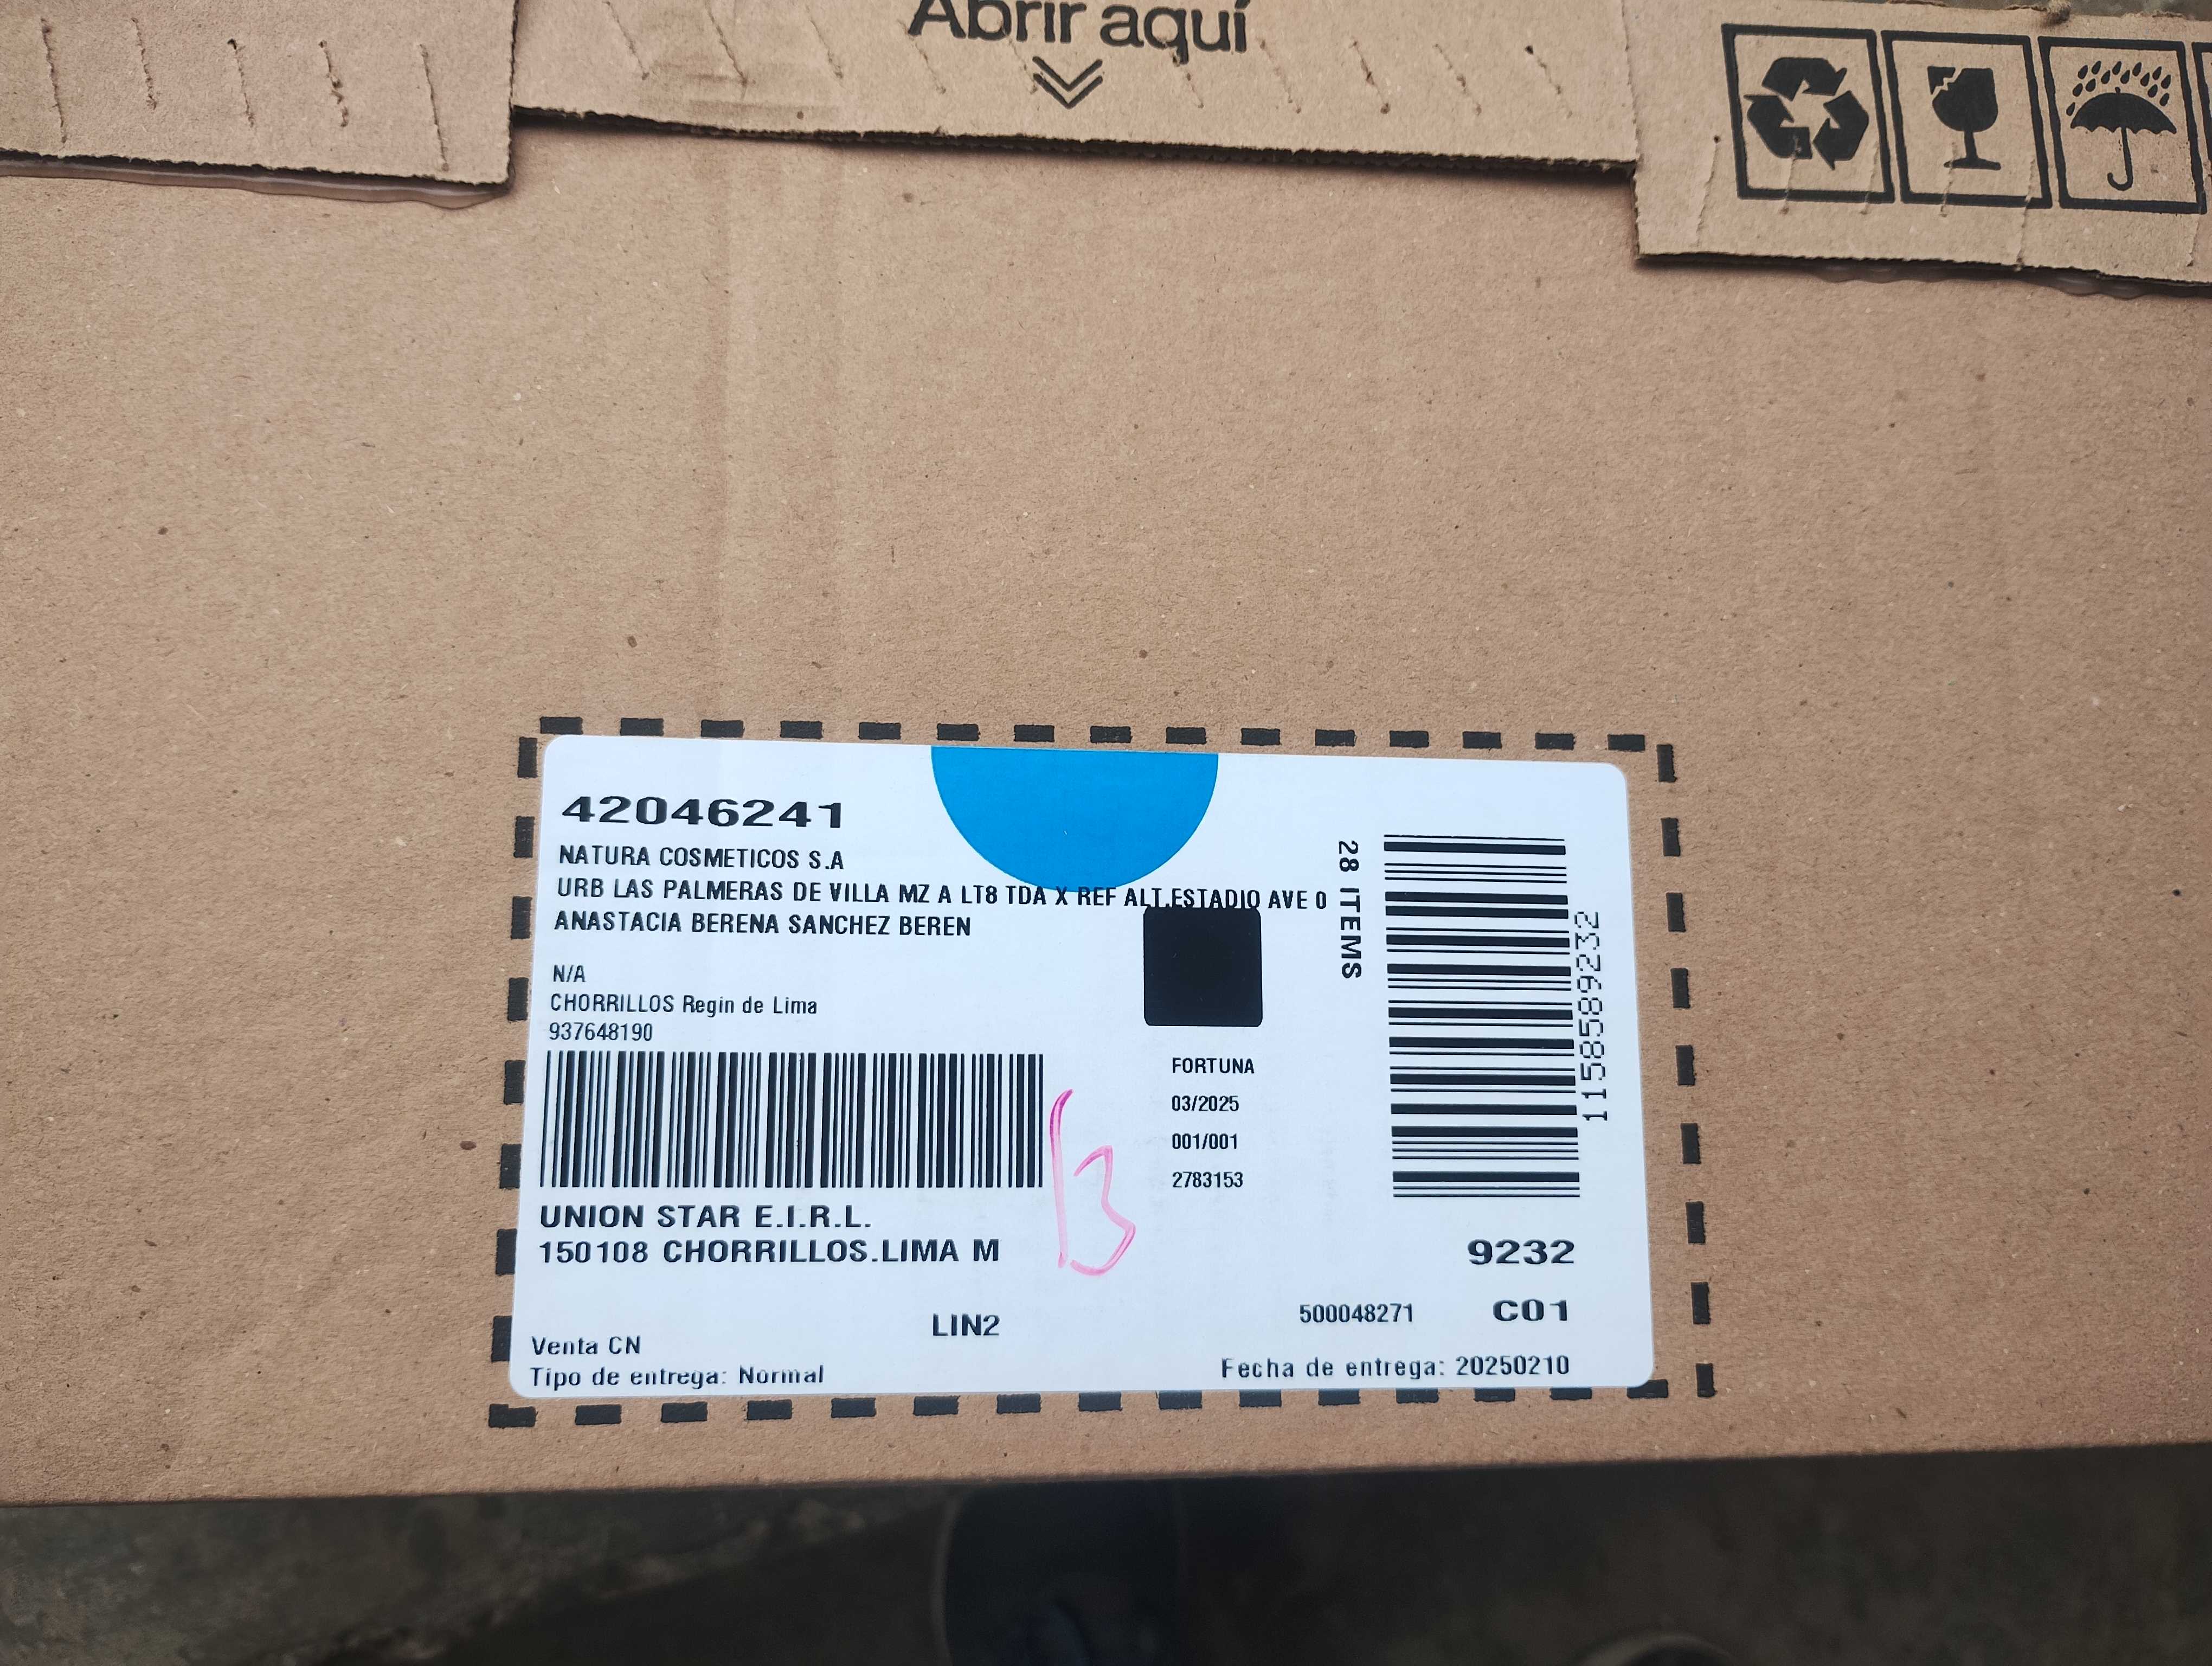 Abrir aquí
42046241
NATURA COSMETICOS S.A
URB LAS PALMERAS DE VILLA MZ A LT8 TDA X REF ALT.ESTADIO AVE 0
ANASTACIA BERENA SANCHEZ BEREN
N/A
CHORRILLOS Regin de Lima
937648190
28 ITEMS
1158589232
FORTUNA
03/2025
001/001
2783153
13
UNION STAR E.I.R.L.
150108 CHORRILLOS.LIMA M
9232
LIN2
500048271
C01
Venta CN
Tipo de entrega: Normal
Fecha de entrega: 20250210